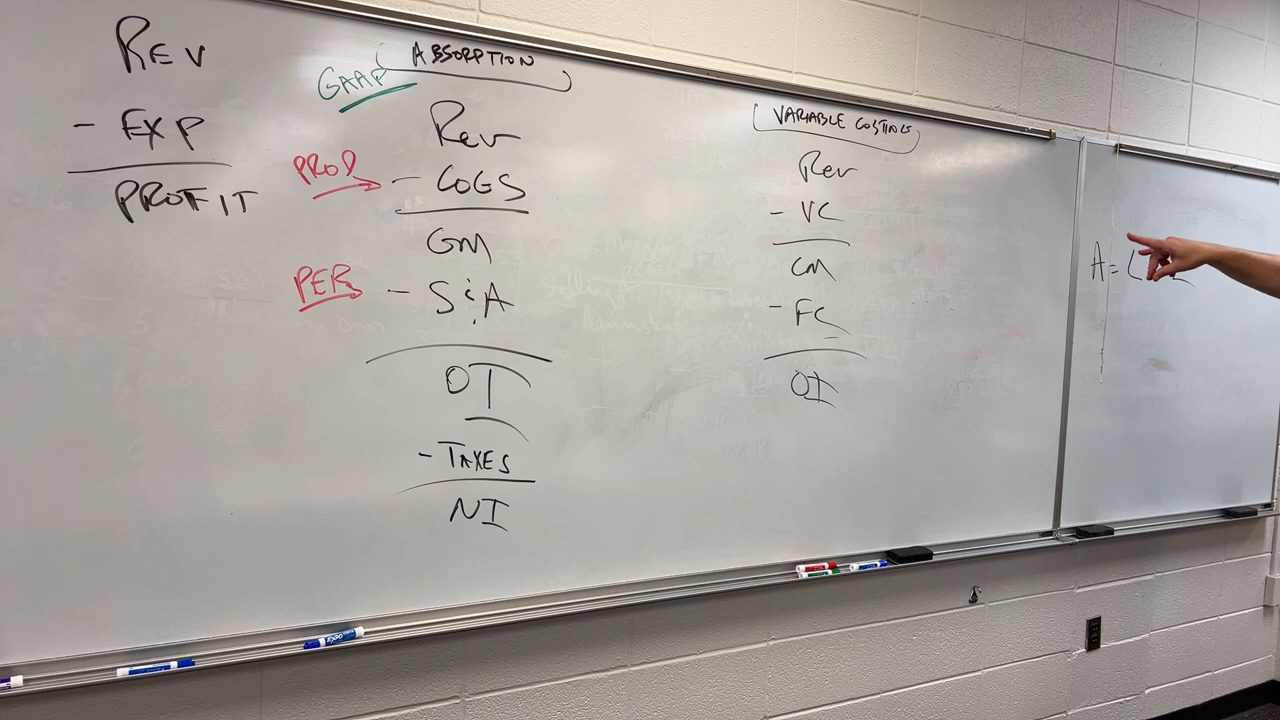 REV
- EXP
PROFIT
GAAP
ABSORPTION
Rev
PROD
- COGS
GM
PER
- S&A
OI
- TAXES
NI
VARIABLE COSTING
Rev
- VC
CM
- FC
OI
A = L
EXPO